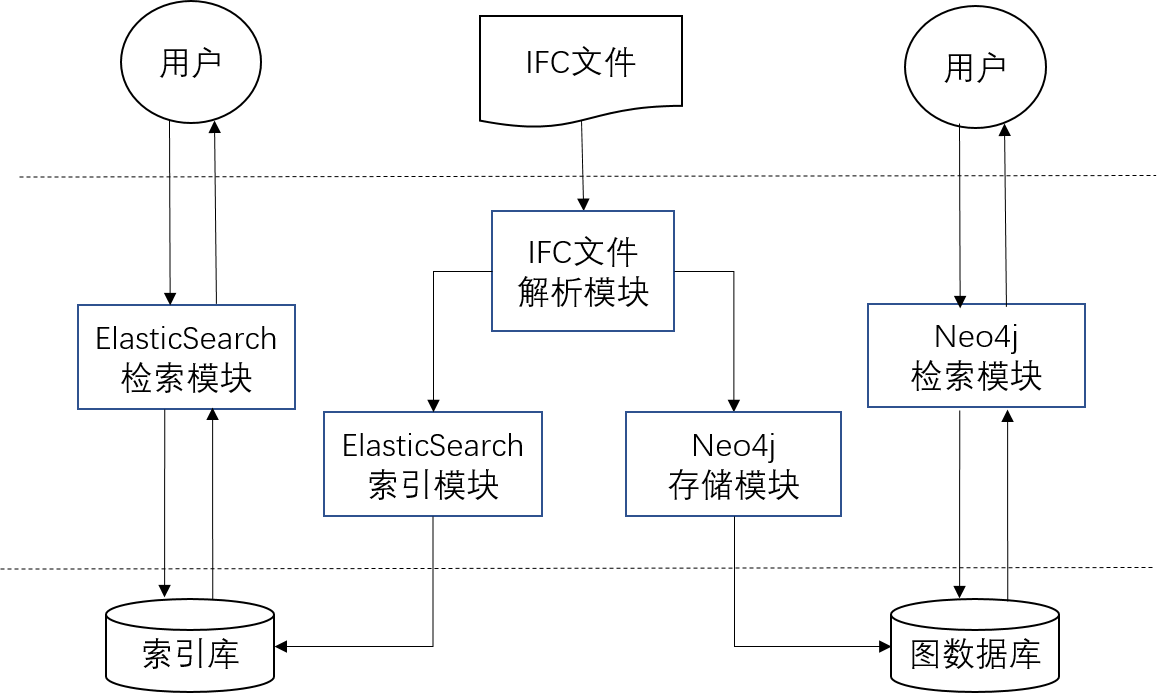 用户
IFC文件
用户
IFC文件
解析模块
ElasticSearch
检索模块
Neo4j
检索模块
ElasticSearch
索引模块
Neo4j
存储模块
索引库
图数据库